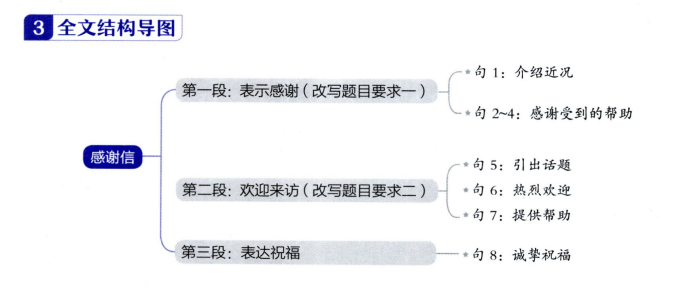 3 全文结构导图
第一段：表示感谢（改写题目要求一）
*句 1：介绍近况
*句 2~4：感谢受到的帮助
感谢信
第二段：欢迎来访（改写题目要求二）
*句 5：引出话题
*句 6：热烈欢迎
*句 7：提供帮助
第三段：表达祝福
*句 8：诚挚祝福